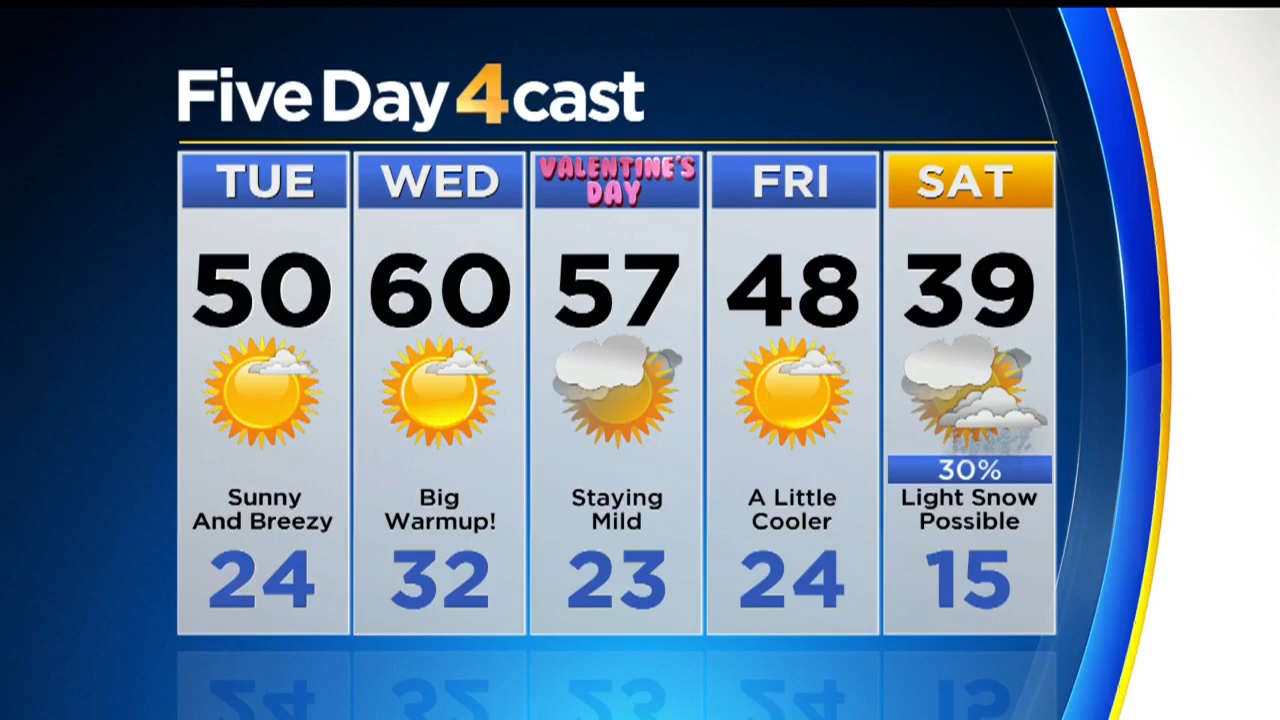 Five Day 4cast
TUE
50
Sunny
And Breezy
24
WED
60
Big
Warmup!
32
VALENTINE'S
DAY
57
Staying
Mild
23
FRI
48
A Little
Cooler
24
SAT
39
30%
Light Snow
Possible
15